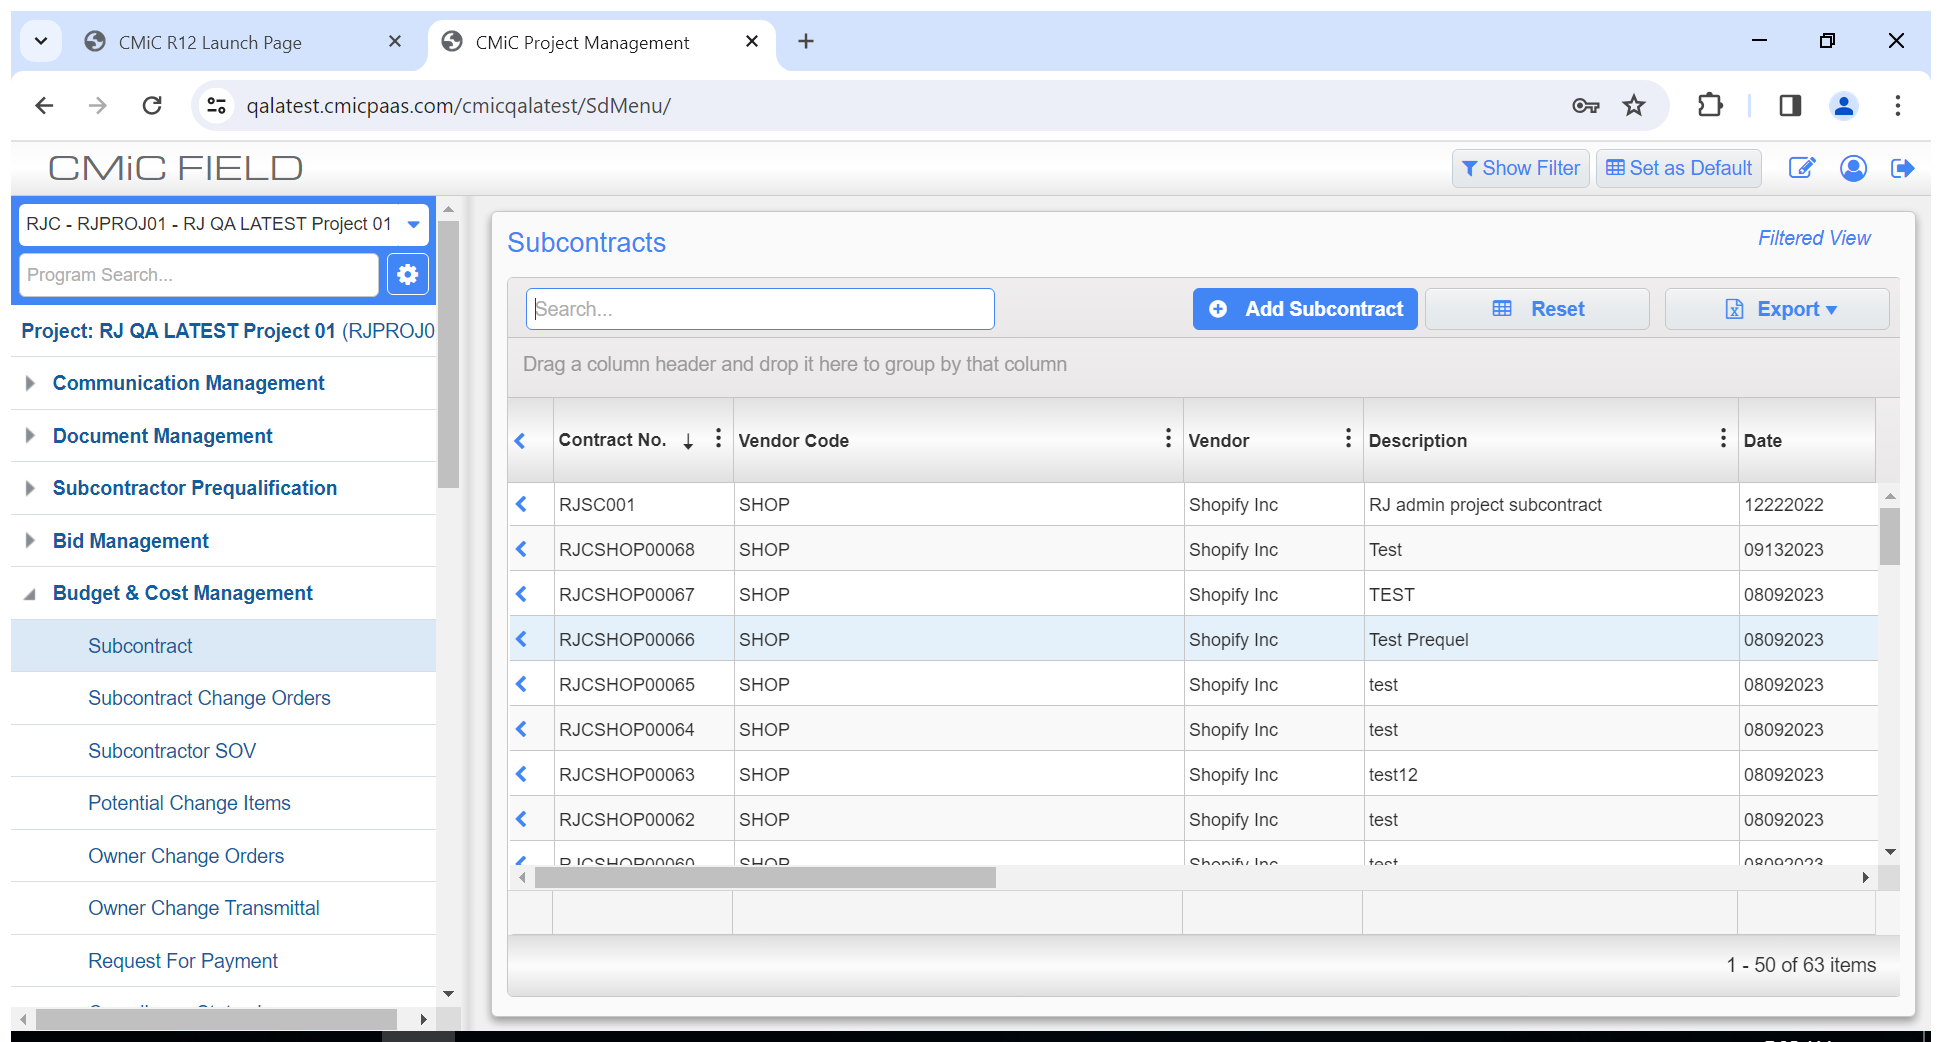 CMiC R12 Launch Page
CMiC Project Management
qalatest.cmicpaas.com/cmicqalatest/SdMenu/
CMiC FIELD
Show Filter
Set as Default
RJC - RJPROJ01 - RJ QA LATEST Project 01
Program Search...
Project: RJ QA LATEST Project 01 (RJPROJ0
Communication Management
Document Management
Subcontractor Prequalification
Bid Management
Budget & Cost Management
Subcontract
Subcontract Change Orders
Subcontractor SOV
Potential Change Items
Owner Change Orders
Owner Change Transmittal
Request For Payment
Subcontracts
Filtered View
Search...
Add Subcontract
Reset
Export
Drag a column header and drop it here to group by that column
Contract No. Vendor Code Vendor Description Date
RJSC001 SHOP Shopify Inc RJ admin project subcontract 12222022
RJCSHOP00068 SHOP Shopify Inc Test 09132023
RJCSHOP00067 SHOP Shopify Inc TEST 08092023
RJCSHOP00066 SHOP Shopify Inc Test Prequel 08092023
RJCSHOP00065 SHOP Shopify Inc test 08092023
RJCSHOP00064 SHOP Shopify Inc test 08092023
RJCSHOP00063 SHOP Shopify Inc test12 08092023
RJCSHOP00062 SHOP Shopify Inc test 08092023
RJCSHOP00060 SHOP Shopify Inc test 08092023
1 - 50 of 63 items